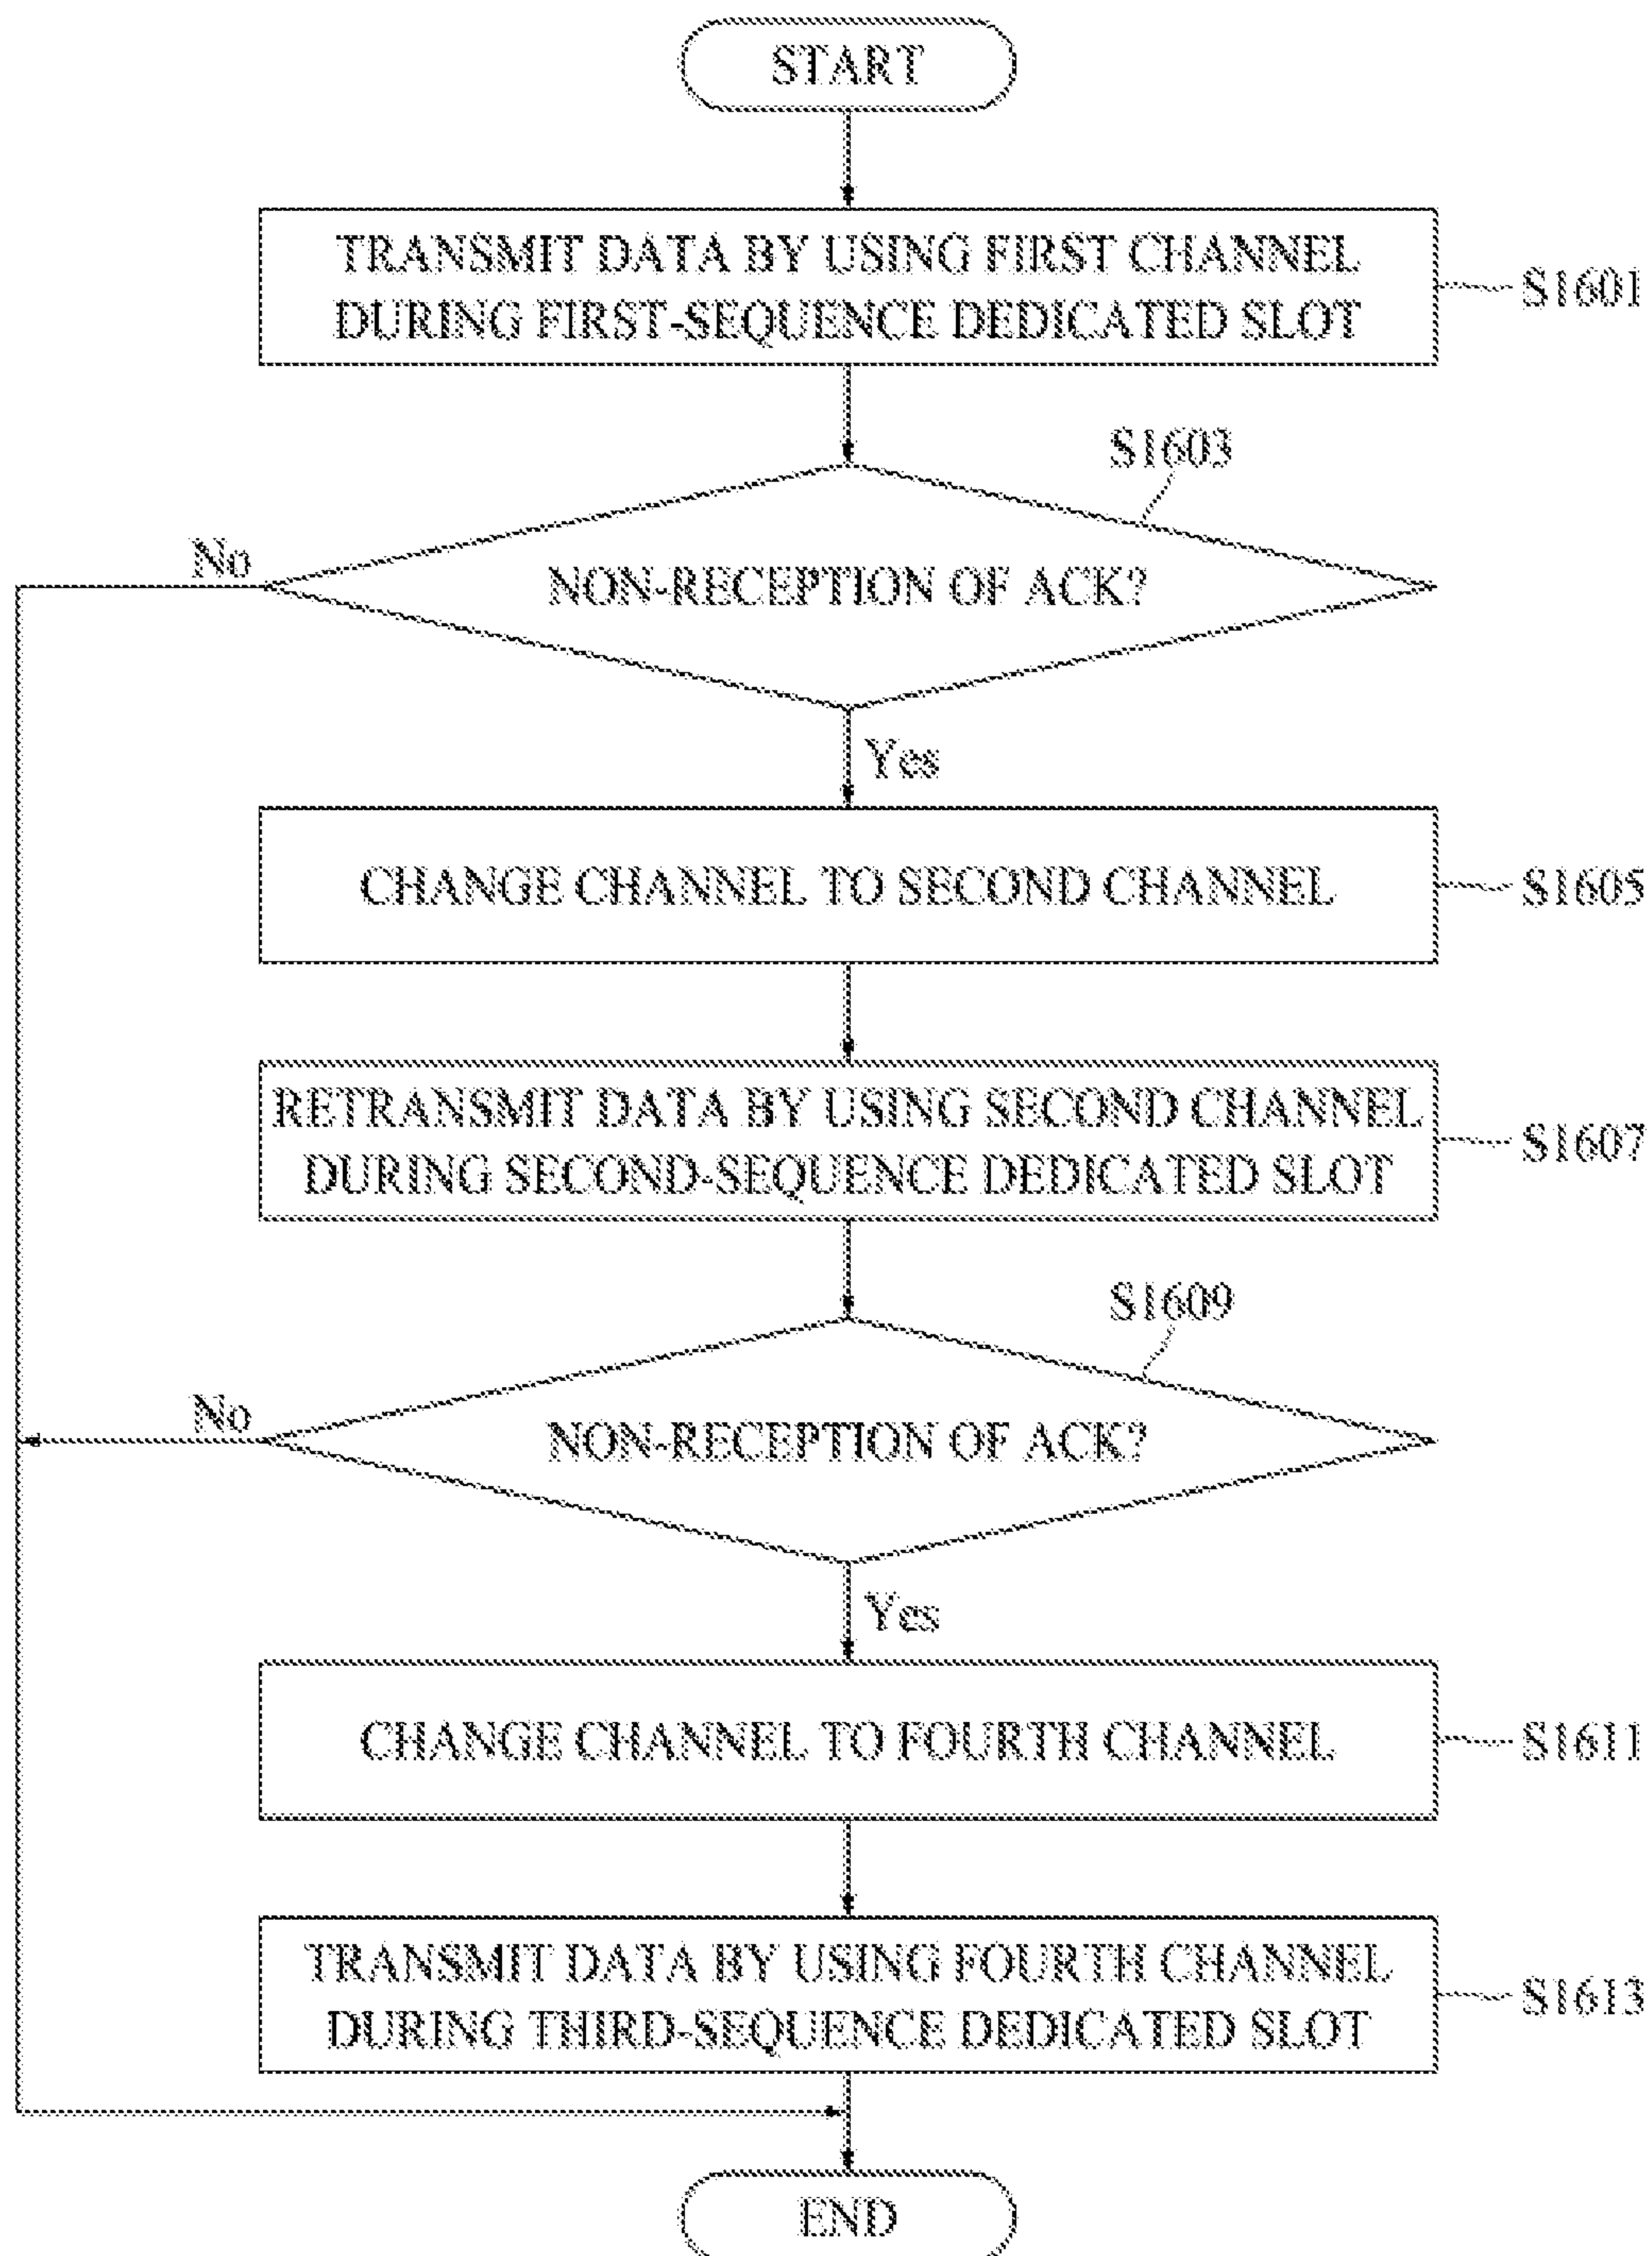 START
TRANSMIT DATA BY USING FIRST CHANNEL
DURING FIRST-SEQUENCE DEDICATED SLOT
S1601
S1603
No
NON-RECEPTION OF ACK?
Yes
CHANGE CHANNEL TO SECOND CHANNEL
S1605
RETRANSMIT DATA BY USING SECOND CHANNEL
DURING SECOND-SEQUENCE DEDICATED SLOT
S1607
S1609
No
NON-RECEPTION OF ACK?
Yes
CHANGE CHANNEL TO FOURTH CHANNEL
S1611
TRANSMIT DATA BY USING FOURTH CHANNEL
DURING THIRD-SEQUENCE DEDICATED SLOT
S1613
END